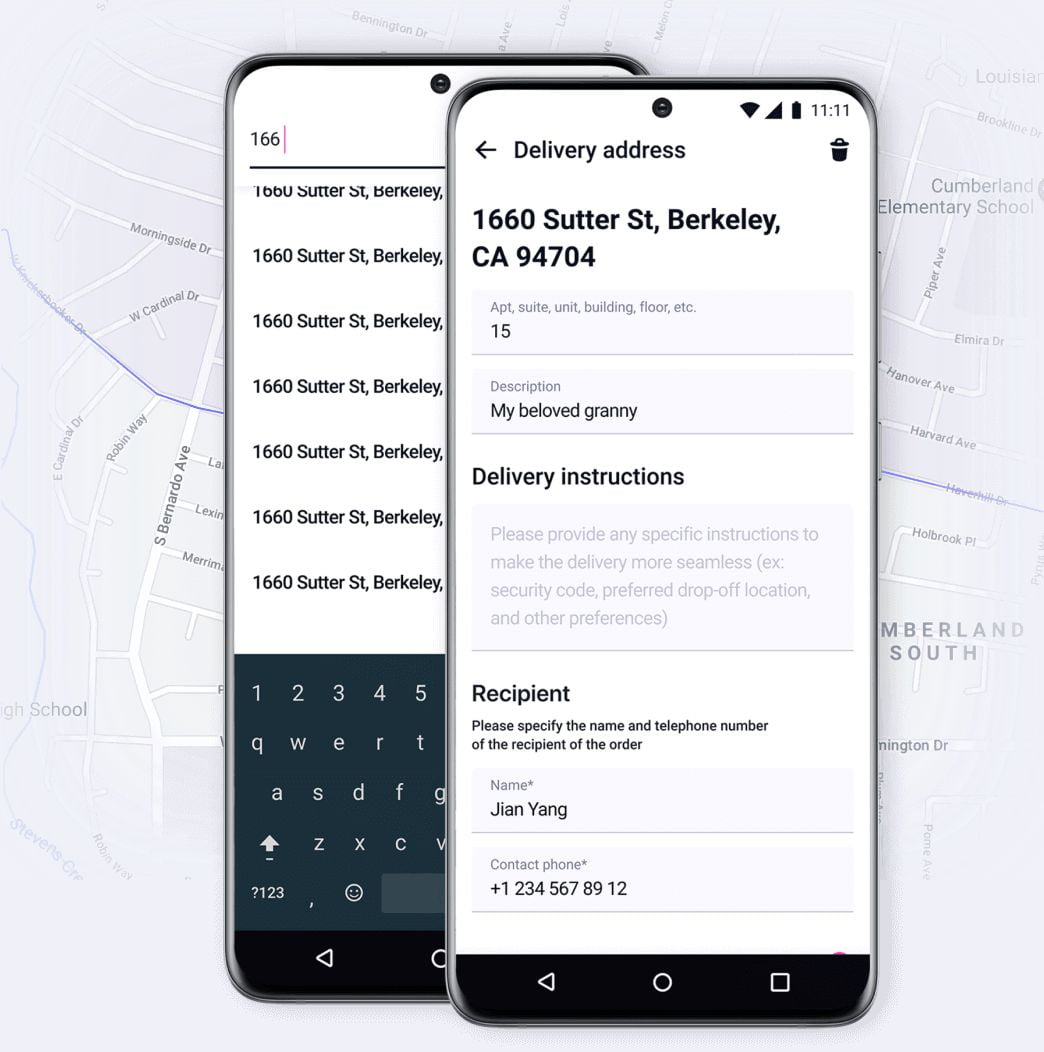 Bennington Dr
Morningside Dr
W Knickerbocker Dr
W Cardinal Dr
E Cardinal Dr
Robin Way
S Bernardo Ave
Stevens
Robin Way
166
1660 Sutter St, Berkeley,
1660 Sutter St, Berkeley,
1660 Sutter St, Berkeley,
1660 Sutter St, Berkeley,
1660 Sutter St, Berkeley,
1660 Sutter St, Berkeley,
1660 Sutter St, Berkeley,
1 2 3 4 5
q w e r t
a s d f g
z x c v
?123 ,
11:11
Delivery address
1660 Sutter St, Berkeley,
CA 94704
Apt, suite, unit, building, floor, etc.
15
Description
My beloved granny
Delivery instructions
Please provide any specific instructions to
make the delivery more seamless (ex:
security code, preferred drop-off location,
and other preferences)
Recipient
Please specify the name and telephone number
of the recipient of the order
Name*
Jian Yang
Contact phone*
+1 234 567 89 12
Brookline Dr
Cumberland
Elementary School
Piper Ave
Elmira Dr
Hanover Ave
Harvard Ave
Haverhill Dr
Holbrook Pl
SOUTH
Dr
Pome Ave
School